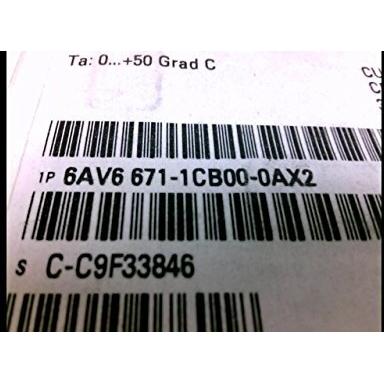 Ta: 0...+50 Grad C
1P 6AV6 671-1CB00-0AX2
S C-C9F33846